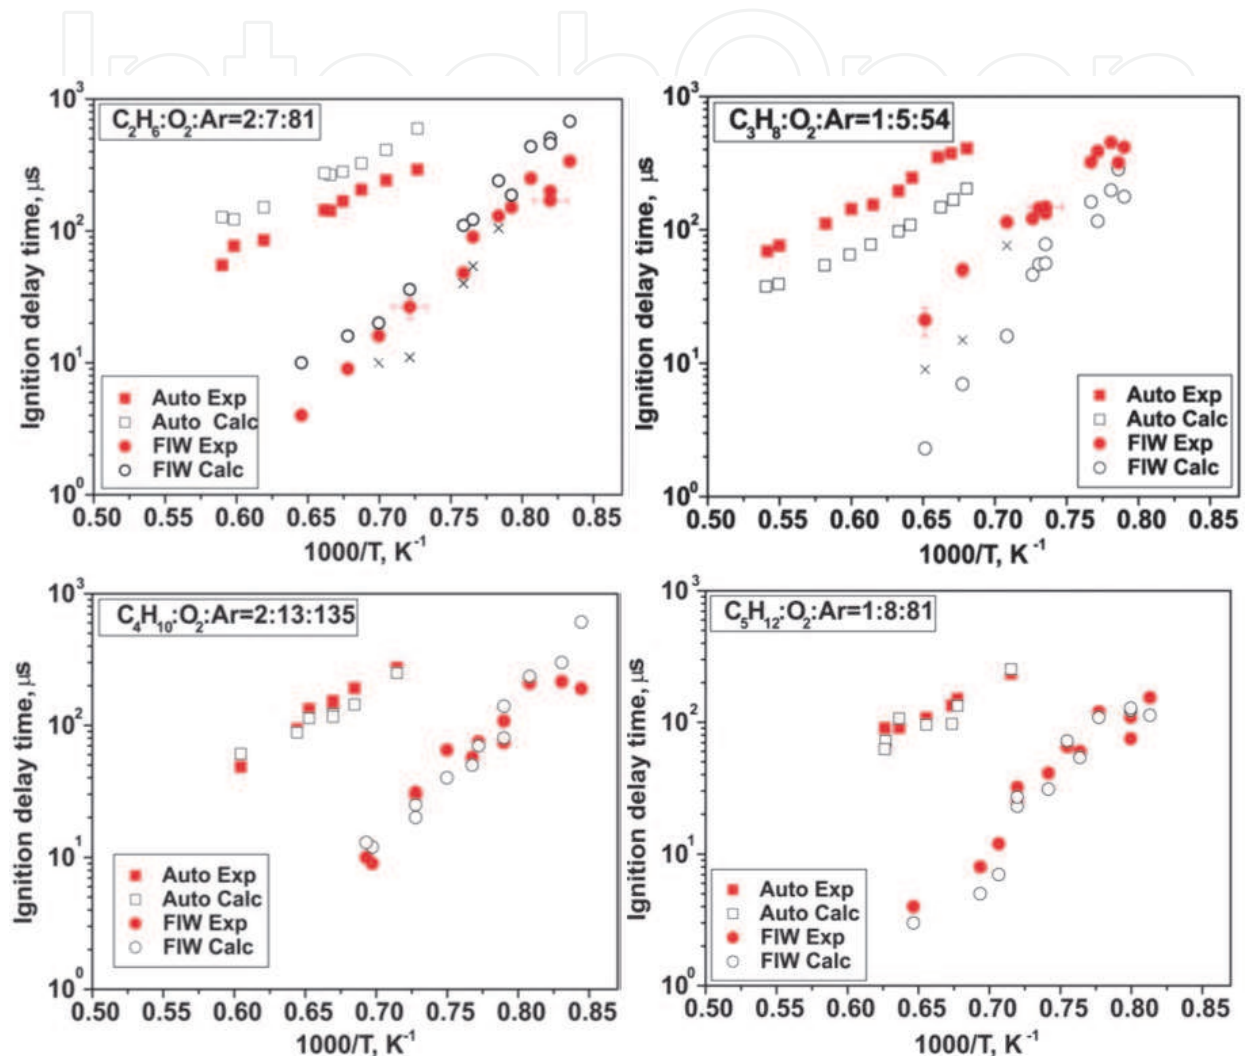 IntechOpen
C₂H₆:O₂:Ar=2:7:81
10³
10²
10¹
10⁰
Ignition delay time, μs
Auto Exp
Auto Calc
FIW Exp
FIW Calc
0.50 0.55 0.60 0.65 0.70 0.75 0.80 0.85
1000/T, K⁻¹
C₃H₈:O₂:Ar=1:5:54
10³
10²
10¹
10⁰
Ignition delay time, μs
Auto Exp
Auto Calc
FIW Exp
FIW Calc
0.50 0.55 0.60 0.65 0.70 0.75 0.80 0.85
1000/T, K⁻¹
C₄H₁₀:O₂:Ar=2:13:135
10³
10²
10¹
10⁰
Ignition delay time, μs
Auto Exp
Auto Calc
FIW Exp
FIW Calc
0.50 0.55 0.60 0.65 0.70 0.75 0.80 0.85
1000/T, K⁻¹
C₅H₁₂:O₂:Ar=1:8:81
10³
10²
10¹
10⁰
Ignition delay time, μs
Auto Exp
Auto Calc
FIW Exp
FIW Calc
0.50 0.55 0.60 0.65 0.70 0.75 0.80 0.85
1000/T, K⁻¹